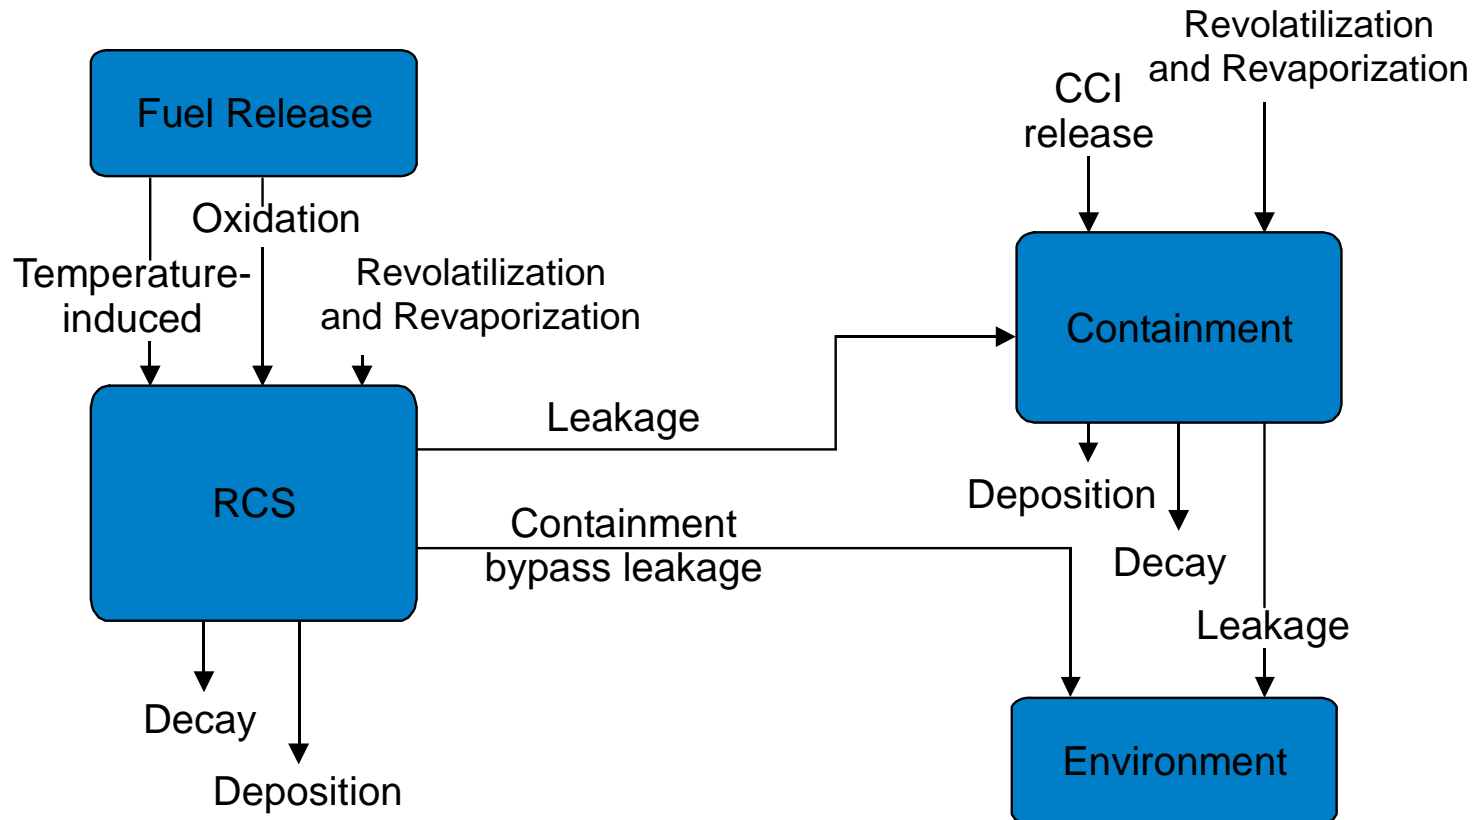 Revolatilization
and Revaporization
CCI
release
Fuel Release
Oxidation
Temperature-
induced
Revolatilization
and Revaporization
Containment
Leakage
RCS
Containment
bypass leakage
Deposition
Decay
Leakage
Decay
Deposition
Environment